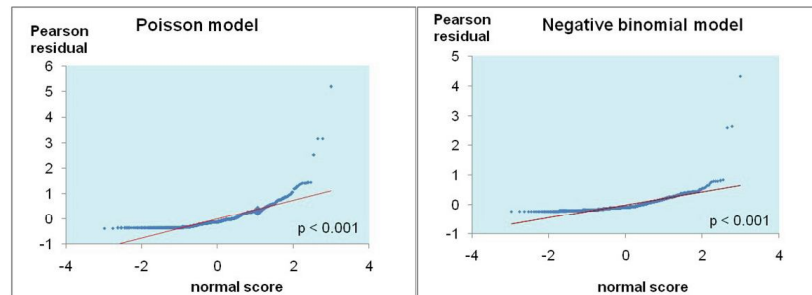 Poisson model
Pearson
residual
6
5
4
3
2
1
0
-1
-4
-2
0
2
4
p < 0.001
normal score
Negative binomial model
Pearson
residual
5
4
3
2
1
0
-1
-4
-2
0
2
4
p < 0.001
normal score